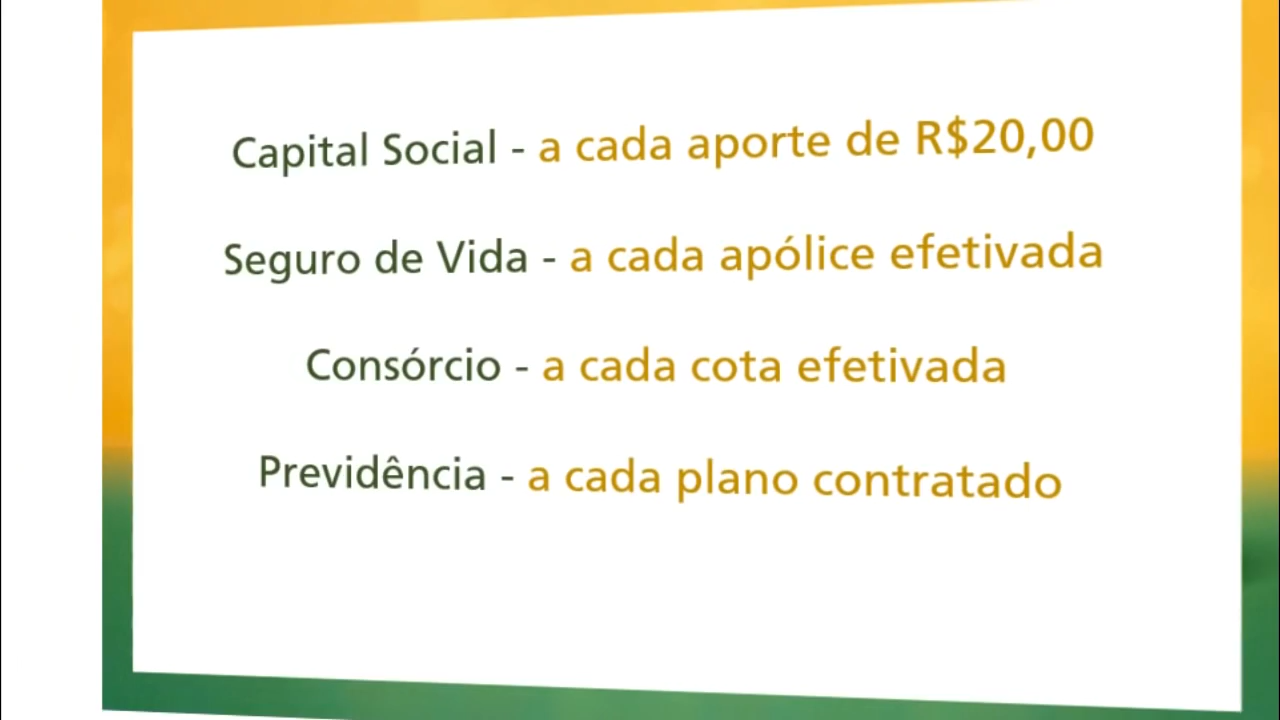 Capital Social - a cada aporte de R$20,00
Seguro de Vida - a cada apólice efetivada
Consórcio - a cada cota efetivada
Previdência - a cada plano contratado